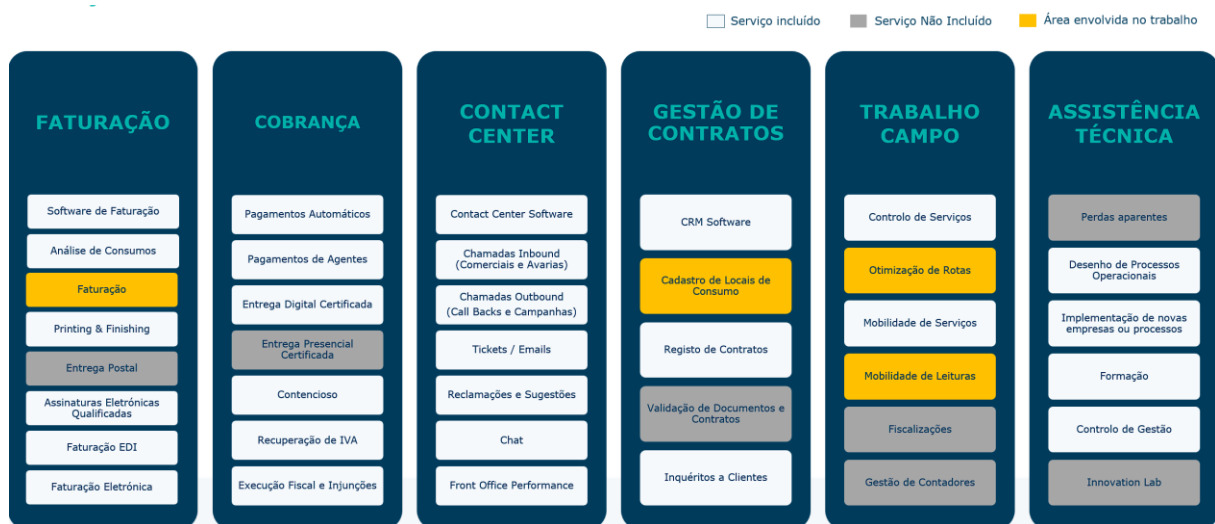 Serviço incluído
Serviço Não Incluído
Área envolvida no trabalho
FATURAÇÃO
Software de Faturação
Análise de Consumos
Faturação
Printing & Finishing
Entrega Postal
Assinaturas Eletrónicas
Qualificadas
Faturação EDI
Faturação Eletrónica
COBRANÇA
Pagamentos Automáticos
Pagamentos de Agentes
Entrega Digital Certificada
Entrega Presencial
Certificada
Contencioso
Recuperação de IVA
Execução Fiscal e Injunções
CONTACT
CENTER
Contact Center Software
Chamadas Inbound
(Comerciais e Avarias)
Chamadas Outbound
(Call Backs e Campanhas)
Tickets / Emails
Reclamações e Sugestões
Chat
Front Office Performance
GESTÃO DE
CONTRATOS
CRM Software
Cadastro de Locais de
Consumo
Registo de Contratos
Validação de Documentos e
Contratos
Inquéritos a Clientes
TRABALHO
CAMPO
Controlo de Serviços
Otimização de Rotas
Mobilidade de Serviços
Mobilidade de Leituras
Fiscalizações
Gestão de Contadores
ASSISTÊNCIA
TÉCNICA
Perdas aparentes
Desenho de Processos
Operacionais
Implementação de novas
empresas ou processos
Formação
Controlo de Gestão
Innovation Lab